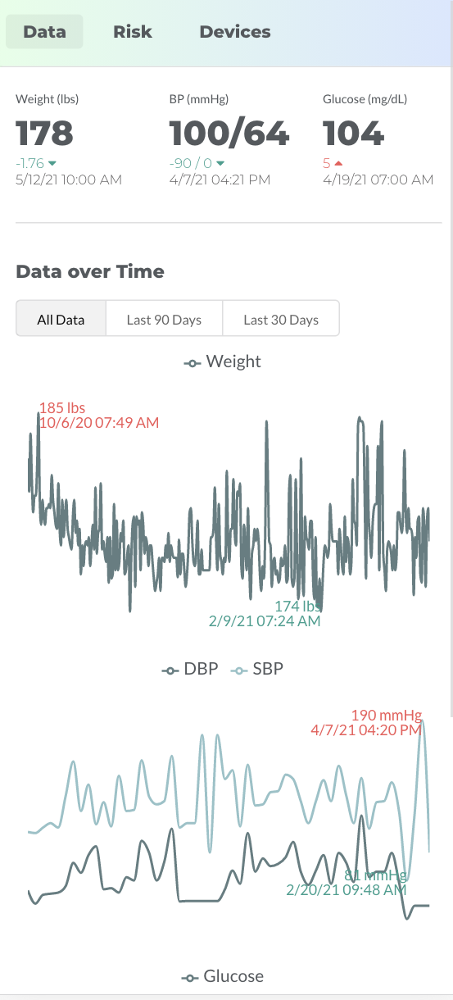 Data Risk Devices
Weight (lbs) BP (mmHg) Glucose (mg/dL)
178 100/64 104
-1.76 -90 / 0 5
5/12/21 10:00 AM 4/7/21 04:21 PM 4/19/21 07:00 AM
Data over Time
All Data Last 90 Days Last 30 Days
Weight
185 lbs
10/6/20 07:49 AM
174 lbs
2/9/21 07:24 AM
DBP SBP
190 mmHg
4/7/21 04:20 PM
81 mmHg
2/20/21 09:48 AM
Glucose